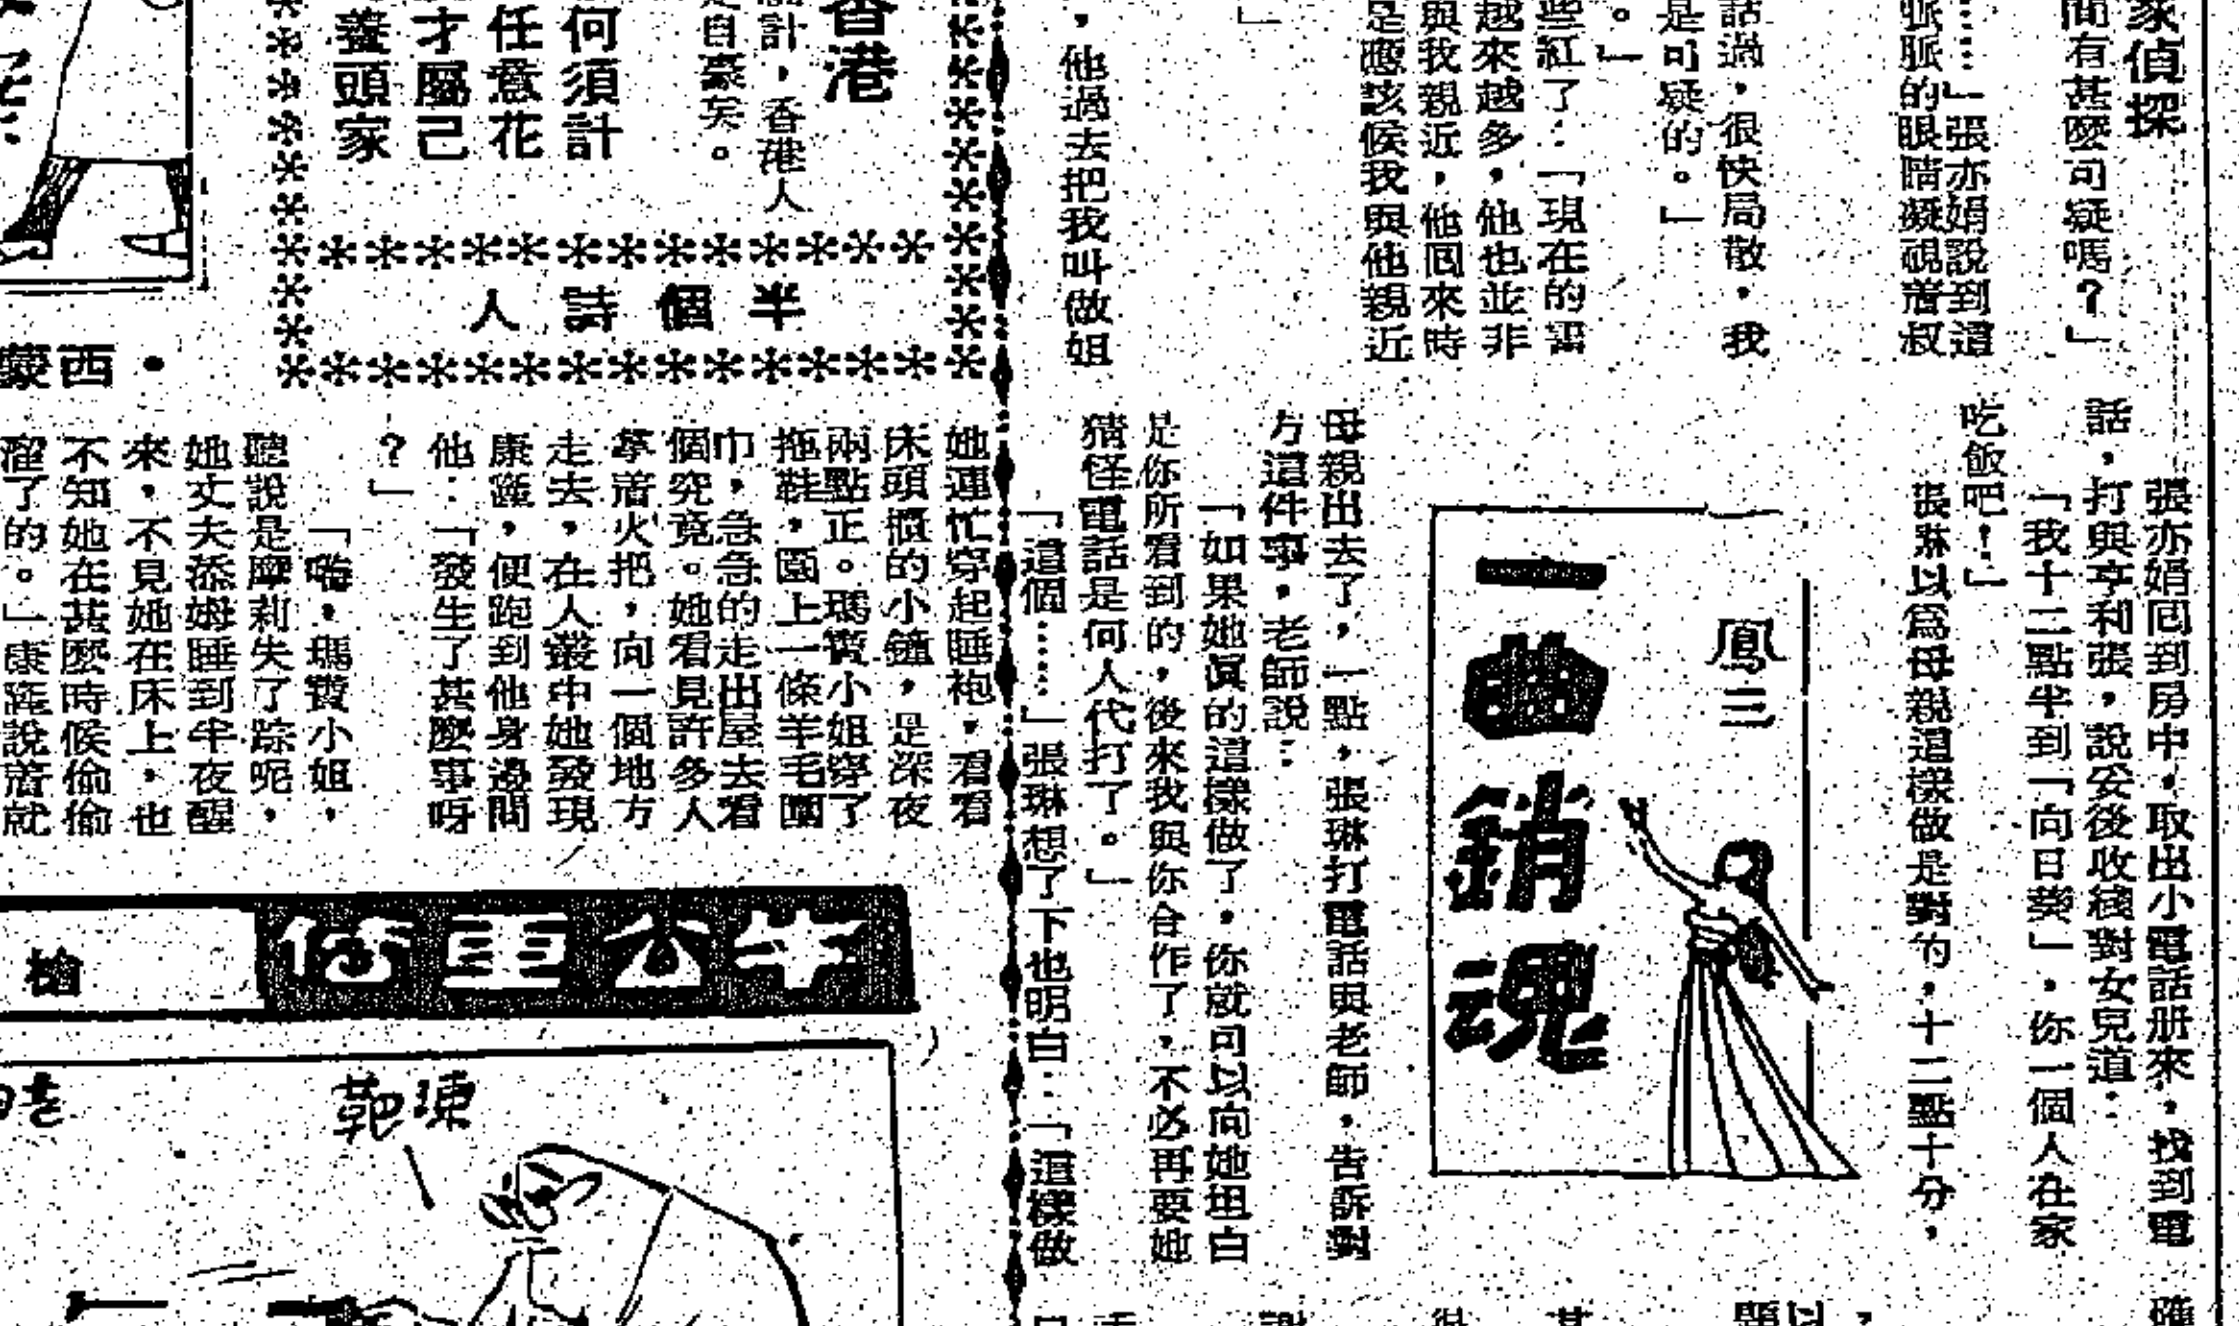 家偵探
間有甚麼可疑嗎?」
……」張亦娟說到這
脈脈的眼睛凝視着叔
話過,很快局散,我
是可疑的。」
。」
些紅了:「現在的電
越來越多,他也並非
與我親近,他回來時
是應該候我與他親近
」
,他過去把我叫做姐
張亦娟回到房中,取出小電話册來,找到電
話,打與亨利張,說妥後收綫對女兒道:
「我十二點半到「向日葵」,你一個人在家
吃飯吧!」
張琳以爲母親這樣做是對的,十二點十分,
鳳三
一曲銷魂
母親出去了,一點,張琳打電話與老師,告訴對
方這件事,老師說:
「如果她真的這樣做了,你就可以向她坦白
是你所看到的,後來我與你合作了,不必再要她
猜怪電話是何人代打了。」
「這個……」張琳想了下也明白:「這樣做
香港
計,香港人
自豪矣。
何須計
任意花
才屬己
養頭家
半個詩人
•西蒙
她連忙穿起睡袍,看看
床頭櫃的小鐘,是深夜
兩點正。瑪寶小姐穿了
拖鞋,圍上一條羊毛圍
巾,急急的走出屋去看
個究竟。她看見許多人
拿着火把,向一個地方
走去,在人叢中她發現
康羅,便跑到他身邊問
他:「發生了甚麼事呀
?」
「嗨,瑪寶小姐,
聽說是摩莉失了踪呢,
她丈夫添姆睡到半夜醒
來,不見她在床上,也
不知她在甚麼時候偷偷
溜了的。」康羅說着就
牛公畫伯
槍
凍靶